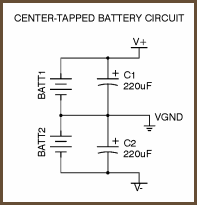 CENTER-TAPPED BATTERY CIRCUIT
V+
BATT1
+
C1
220uF
VGND
BATT2
+
C2
220uF
V-